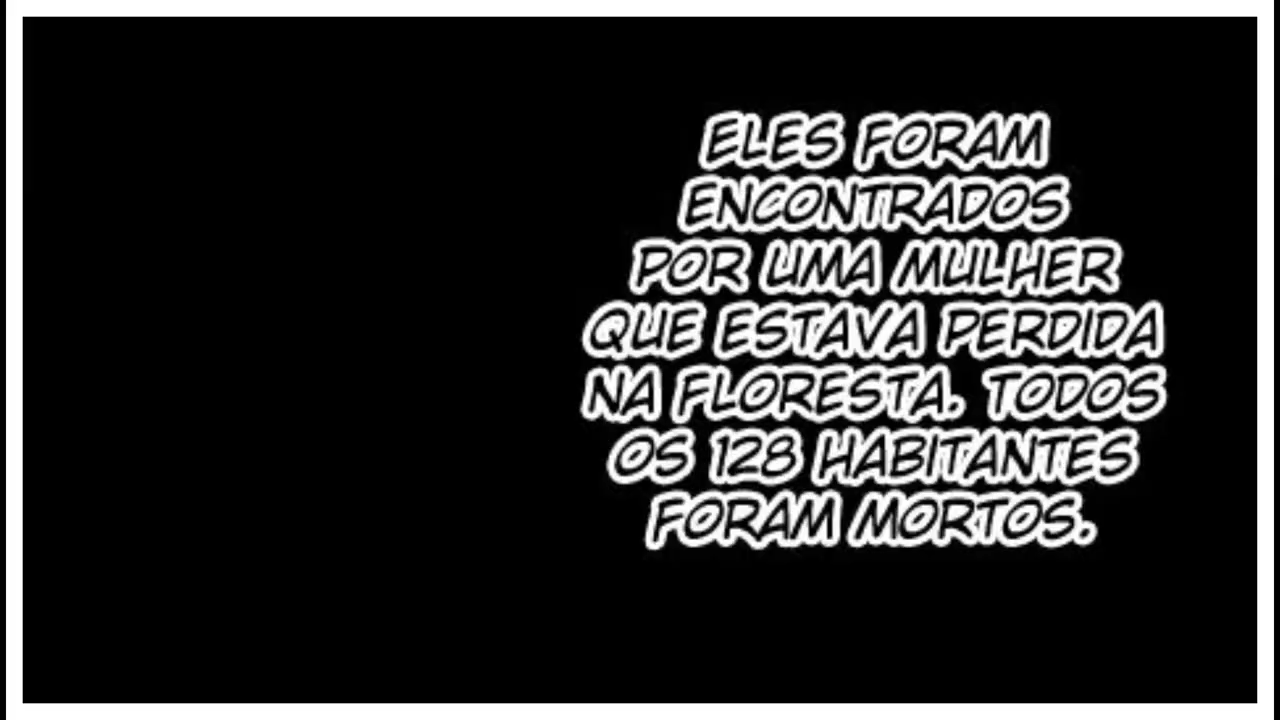 ELES FORAM
ENCONTRADOS
POR UMA MULHER
QUE ESTAVA PERDIDA
NA FLORESTA. TODOS
OS 128 HABITANTES
FORAM MORTOS.